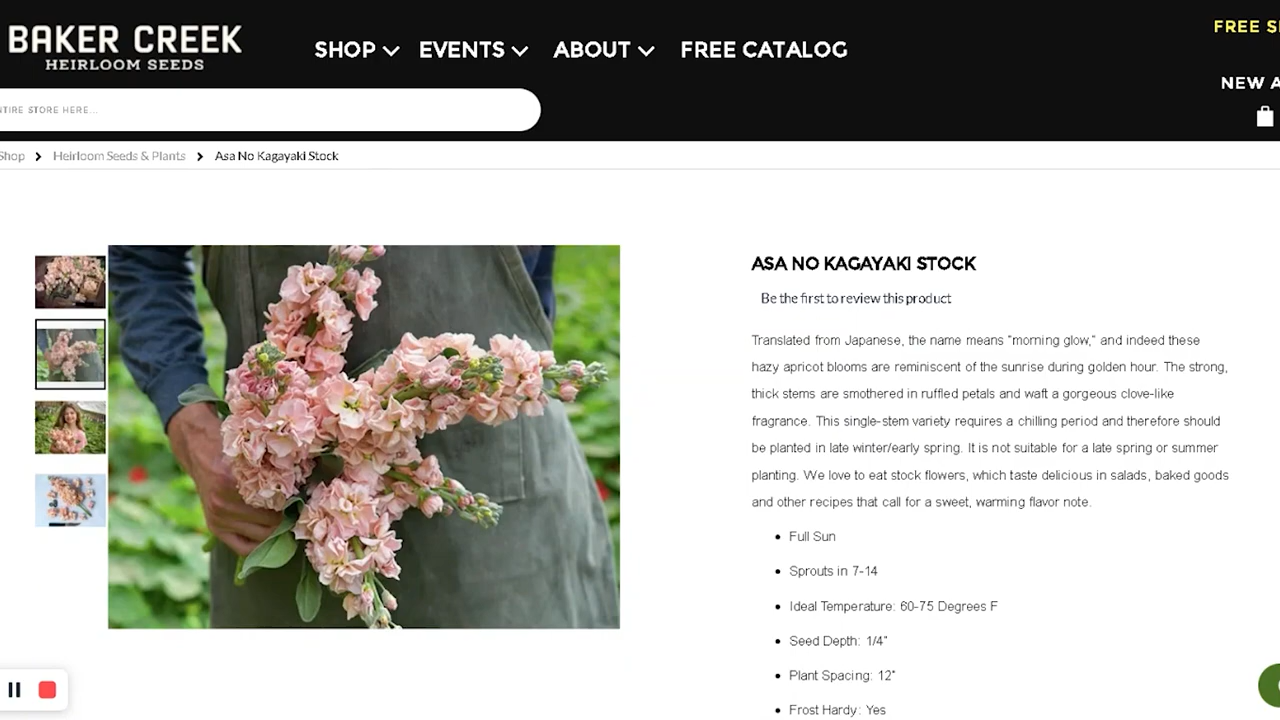 BAKER CREEK
HEIRLOOM SEEDS
SHOP
EVENTS
ABOUT
FREE CATALOG
FREE
NEW
STORE HERE...
Shop > Heirloom Seeds & Plants > Asa No Kagayaki Stock
ASA NO KAGAYAKI STOCK
Be the first to review this product
Translated from Japanese, the name means "morning glow," and indeed these
hazy apricot blooms are reminiscent of the sunrise during golden hour. The strong,
thick stems are smothered in ruffled petals and waft a gorgeous clove-like
fragrance. This single-stem variety requires a chilling period and therefore should
be planted in late winter/early spring. It is not suitable for a late spring or summer
planting. We love to eat stock flowers, which taste delicious in salads, baked goods
and other recipes that call for a sweet, warming flavor note.
• Full Sun
• Sprouts in 7-14
• Ideal Temperature: 60-75 Degrees F
• Seed Depth: 1/4"
• Plant Spacing: 12"
• Frost Hardy: Yes